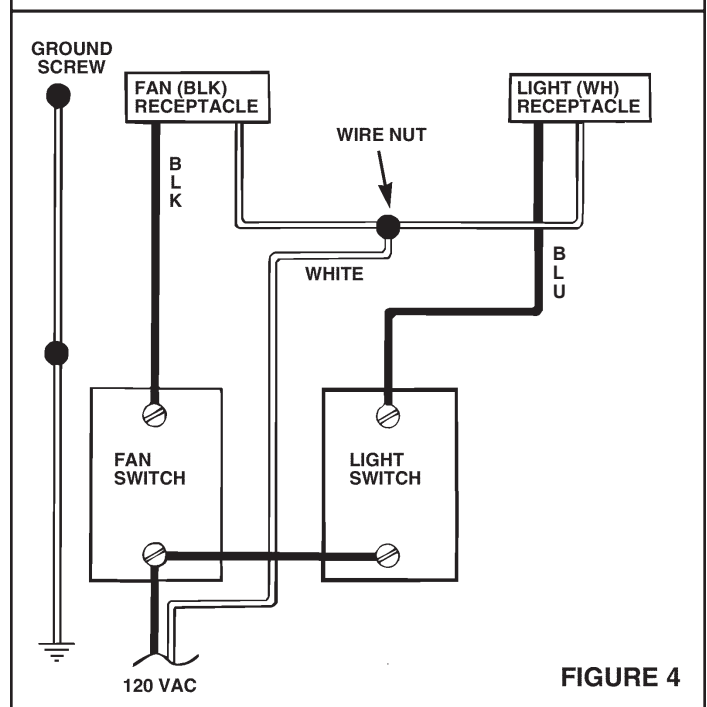 GROUND
SCREW
FAN (BLK)
RECEPTACLE
LIGHT (WH)
RECEPTACLE
WIRE NUT
B
L
K
WHITE
B
L
U
FAN
SWITCH
LIGHT
SWITCH
120 VAC
FIGURE 4